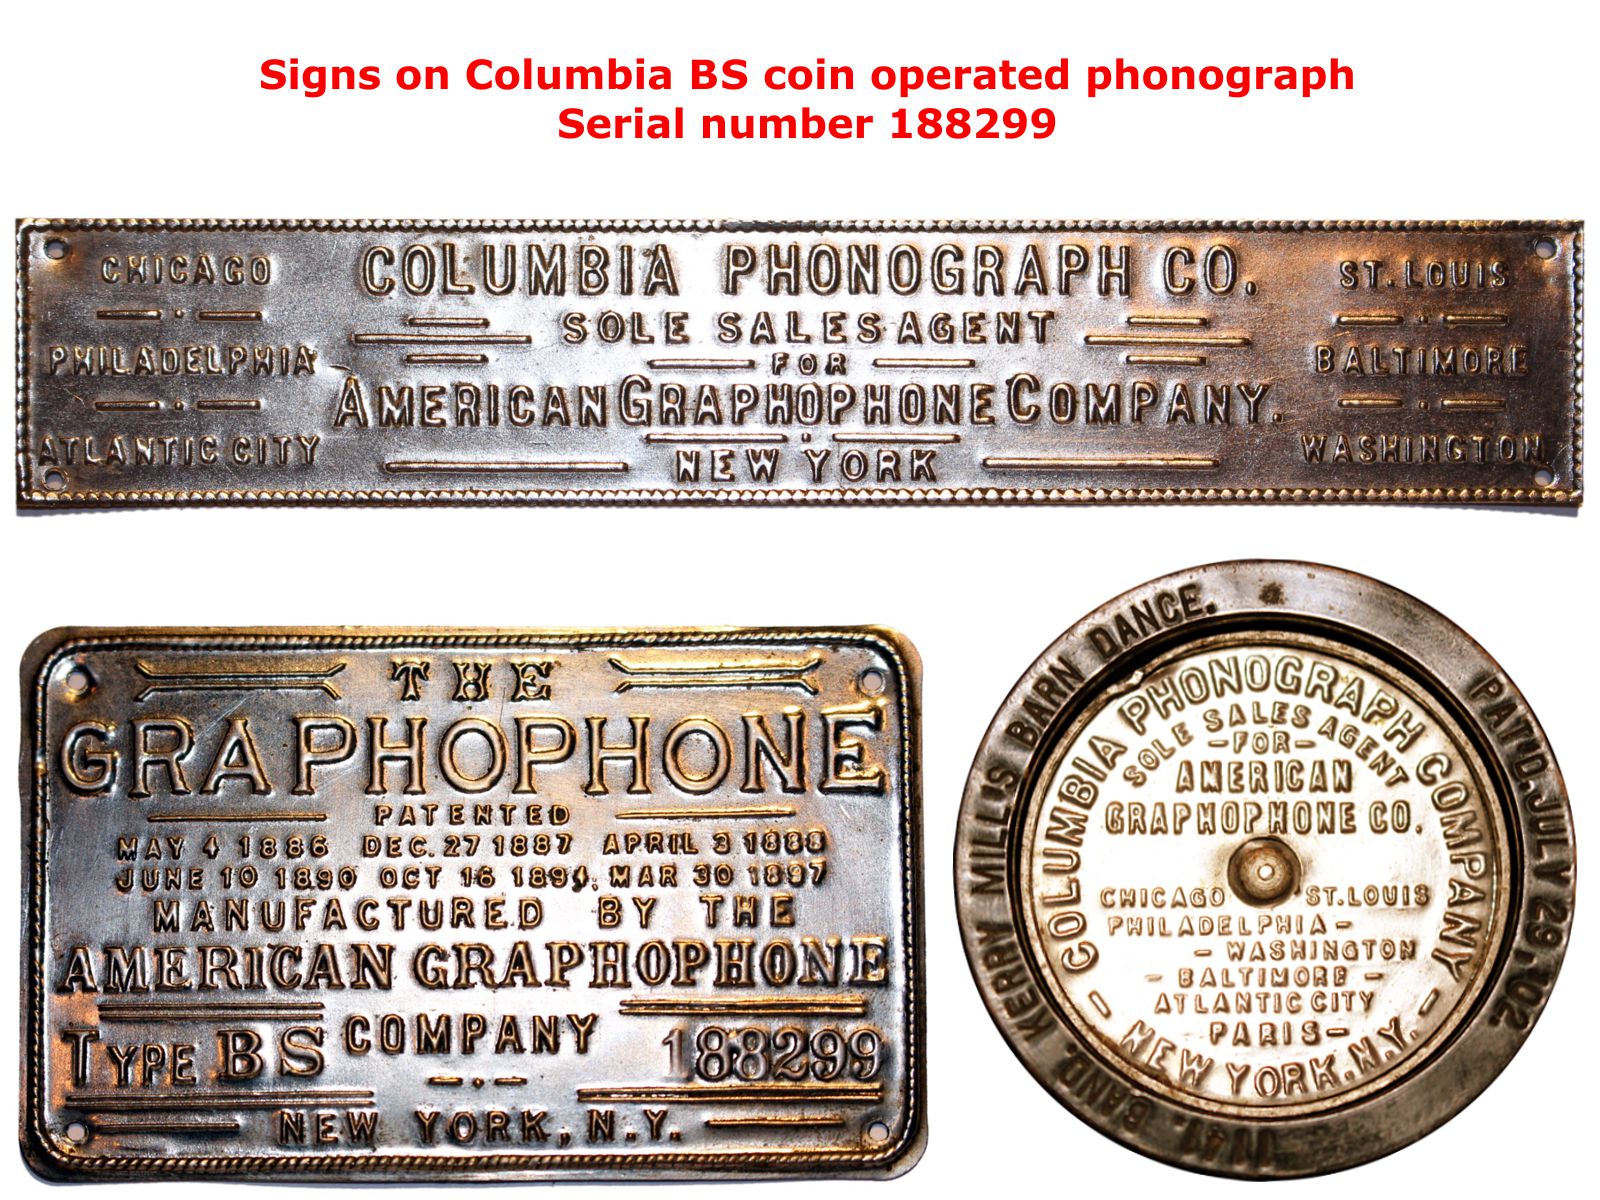 Signs on Columbia BS coin operated phonograph
Serial number 188299
CHICAGO
PHILADELPHIA
ATLANTIC CITY
COLUMBIA PHONOGRAPH CO.
SOLE SALES AGENT
FOR
AMERICAN GRAPHOPHONE COMPANY.
NEW YORK
ST. LOUIS
BALTIMORE
WASHINGTON
THE
GRAPHOPHONE
PATENTED
MAY 4 1886 DEC. 27 1887 APRIL 3 1888
JUNE 10 1890 OCT 16 1894, MAR 30 1897
MANUFACTURED BY THE
AMERICAN GRAPHOPHONE
TYPE BS COMPANY 188299
NEW YORK, N.Y.
1141. BAND. KERRY MILL'S BARN DANCE.
PAT'D. JULY 29, '02
COLUMBIA PHONOGRAPH COMPANY
SOLE SALES AGENT
-FOR-
AMERICAN
GRAPHOPHONE CO.
CHICAGO ST. LOUIS
PHILADELPHIA -
- WASHINGTON
- BALTIMORE -
ATLANTIC CITY
PARIS -
- NEW YORK. N.Y. -